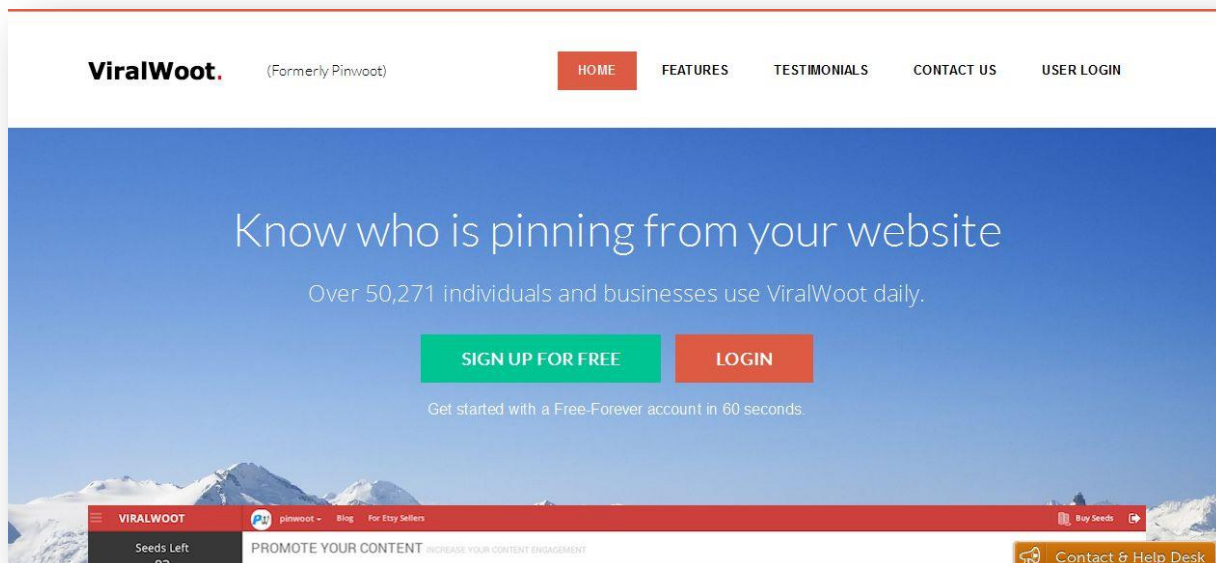 ViralWoot. (Formerly Pinwoot) HOME FEATURES TESTIMONIALS CONTACT US USER LOGIN
Know who is pinning from your website
Over 50,271 individuals and businesses use ViralWoot daily.
SIGN UP FOR FREE LOGIN
Get started with a Free-Forever account in 60 seconds.
VIRALWOOT pinwoot Blog For Etsy Sellers Buy Seeds
Seeds Left PROMOTE YOUR CONTENT INCREASE YOUR CONTENT ENGAGEMENT
Contact & Help Desk